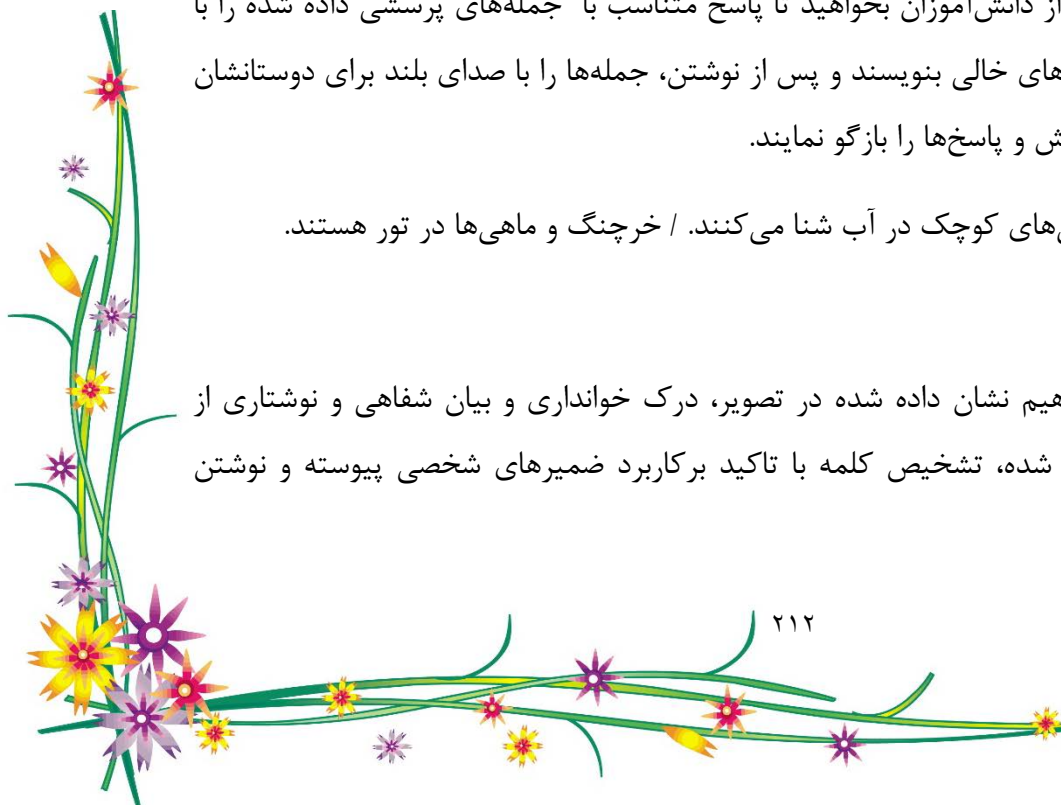 از دانش‌آموزان بخواهید تا پاسخ متناسب با جمله‌های پرسشی داده شده را با
های خالی بنویسند و پس از نوشتن، جمله‌ها را با صدای بلند برای دوستانشان
ش و پاسخ‌ها را بازگو نمایند.
های کوچک در آب شنا می‌کنند. / خرچنگ و ماهی‌ها در تور هستند.
هیم نشان داده شده در تصویر، درک خوانداری و بیان شفاهی و نوشتاری از
شده، تشخیص کلمه با تاکید برکاربرد ضمیرهای شخصی پیوسته و نوشتن
۲۱۲